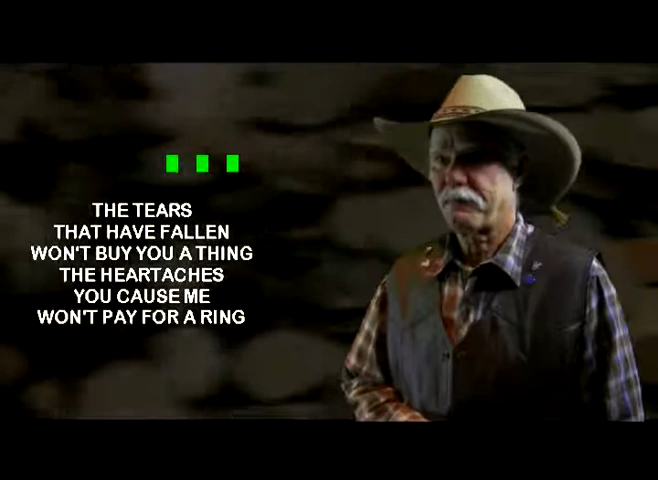 THE TEARS
THAT HAVE FALLEN
WON'T BUY YOU A THING
THE HEARTACHES
YOU CAUSE ME
WON'T PAY FOR A RING